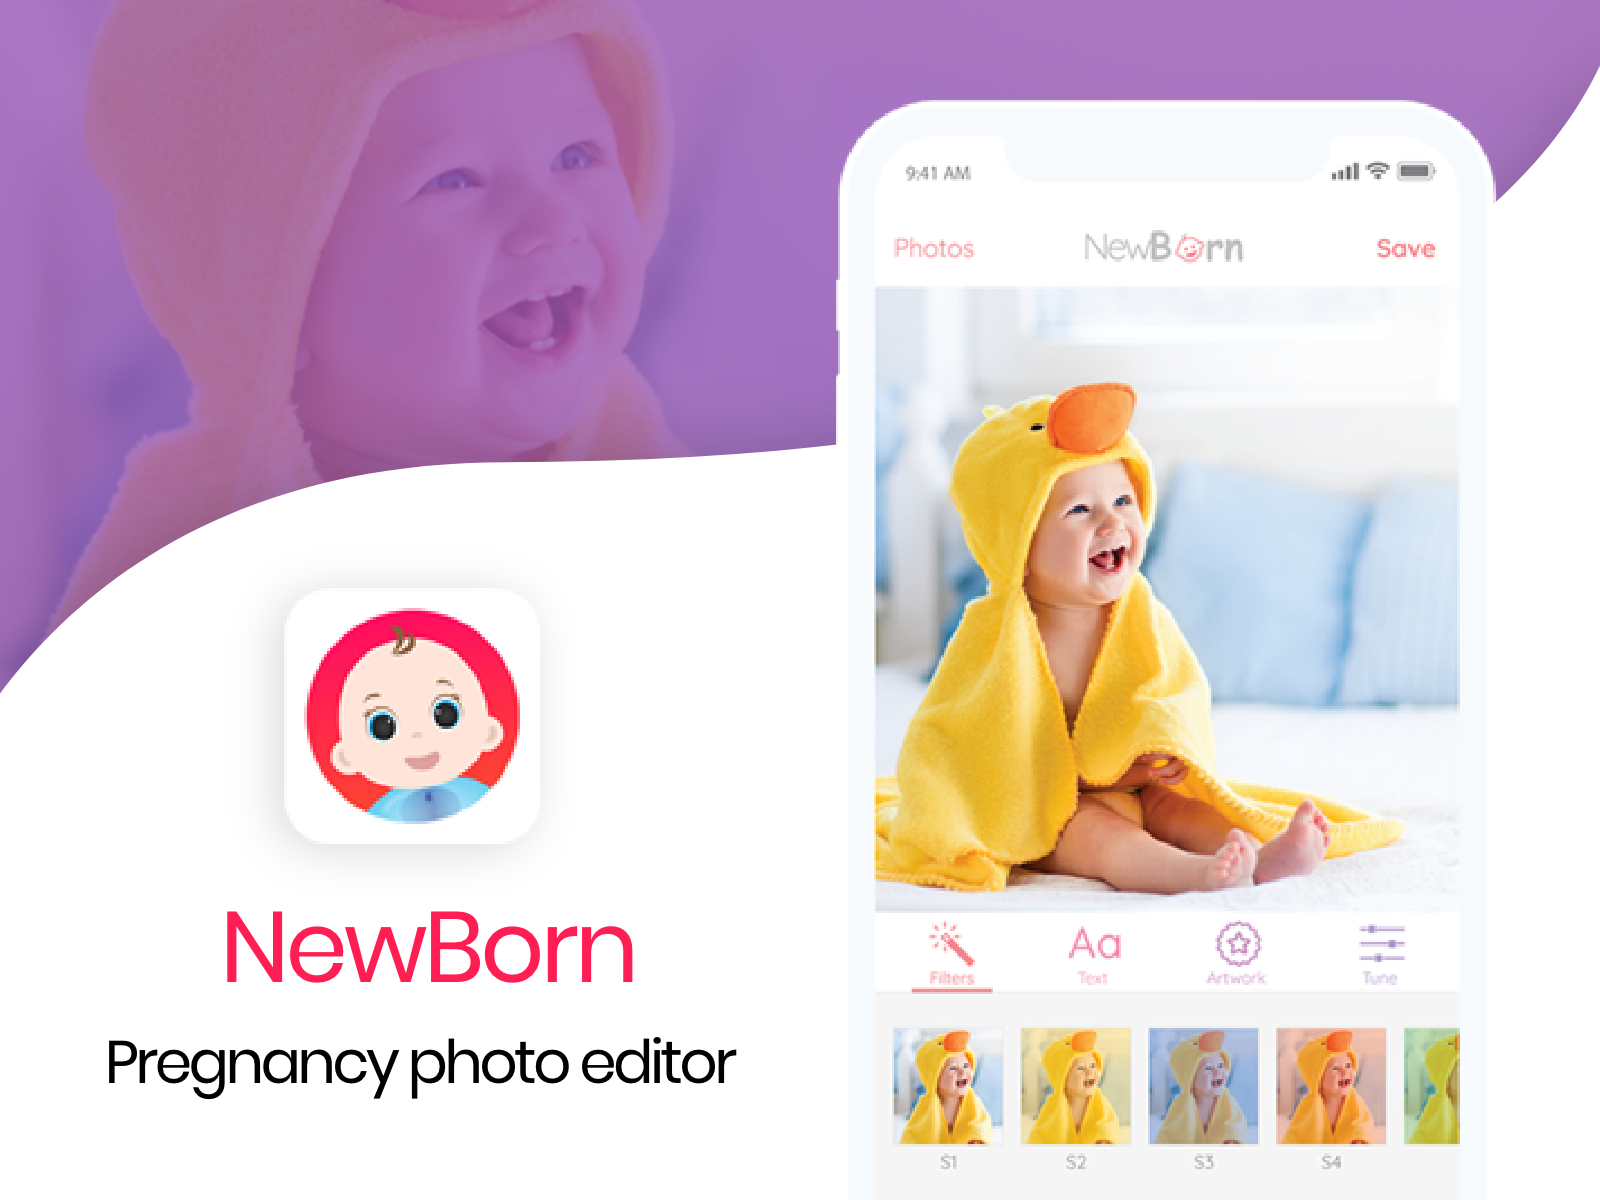 NewBorn
Pregnancy photo editor
9:41 AM
Photos
NewBorn
Save
Filters
Text
Aa
Artwork
Tune
S1
S2
S3
S4